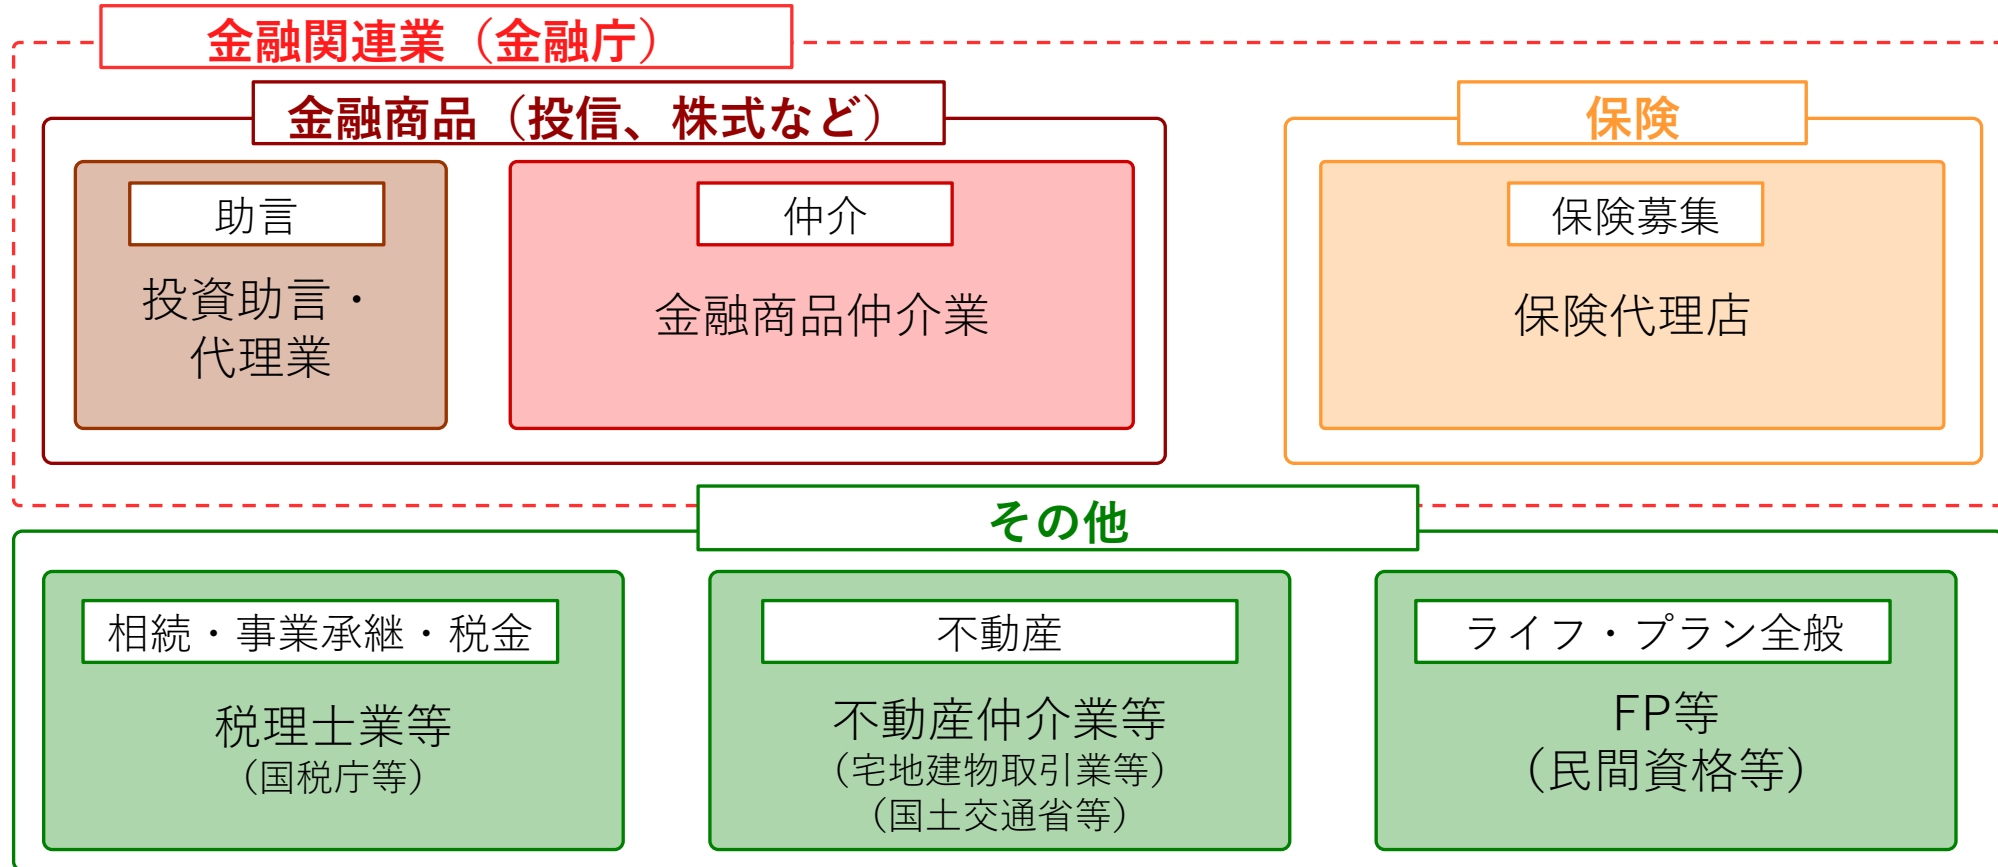 金融関連業（金融庁）
金融商品（投信、株式など）
保険
助言
投資助言・
代理業
仲介
金融商品仲介業
保険募集
保険代理店
その他
相続・事業承継・税金
税理士業等
（国税庁等）
不動産
不動産仲介業等
（宅地建物取引業等）
（国土交通省等）
ライフ・プラン全般
FP等
（民間資格等）